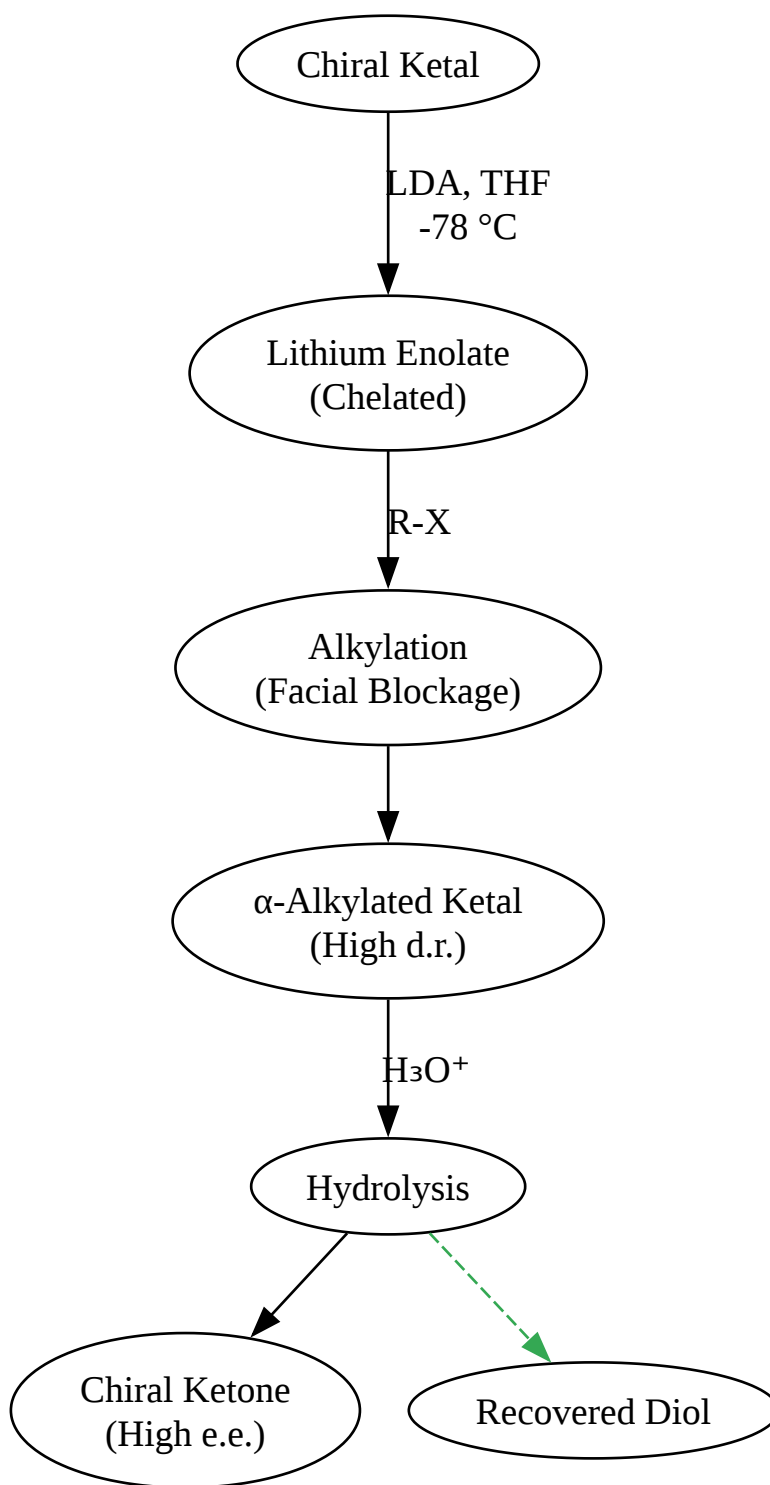 Chiral Ketal
LDA, THF
-78 °C
Lithium Enolate
(Chelated)
R-X
Alkylation
(Facial Blockage)
α-Alkylated Ketal
(High d.r.)
H₃O⁺
Hydrolysis
Chiral Ketone
(High e.e.)
Recovered Diol